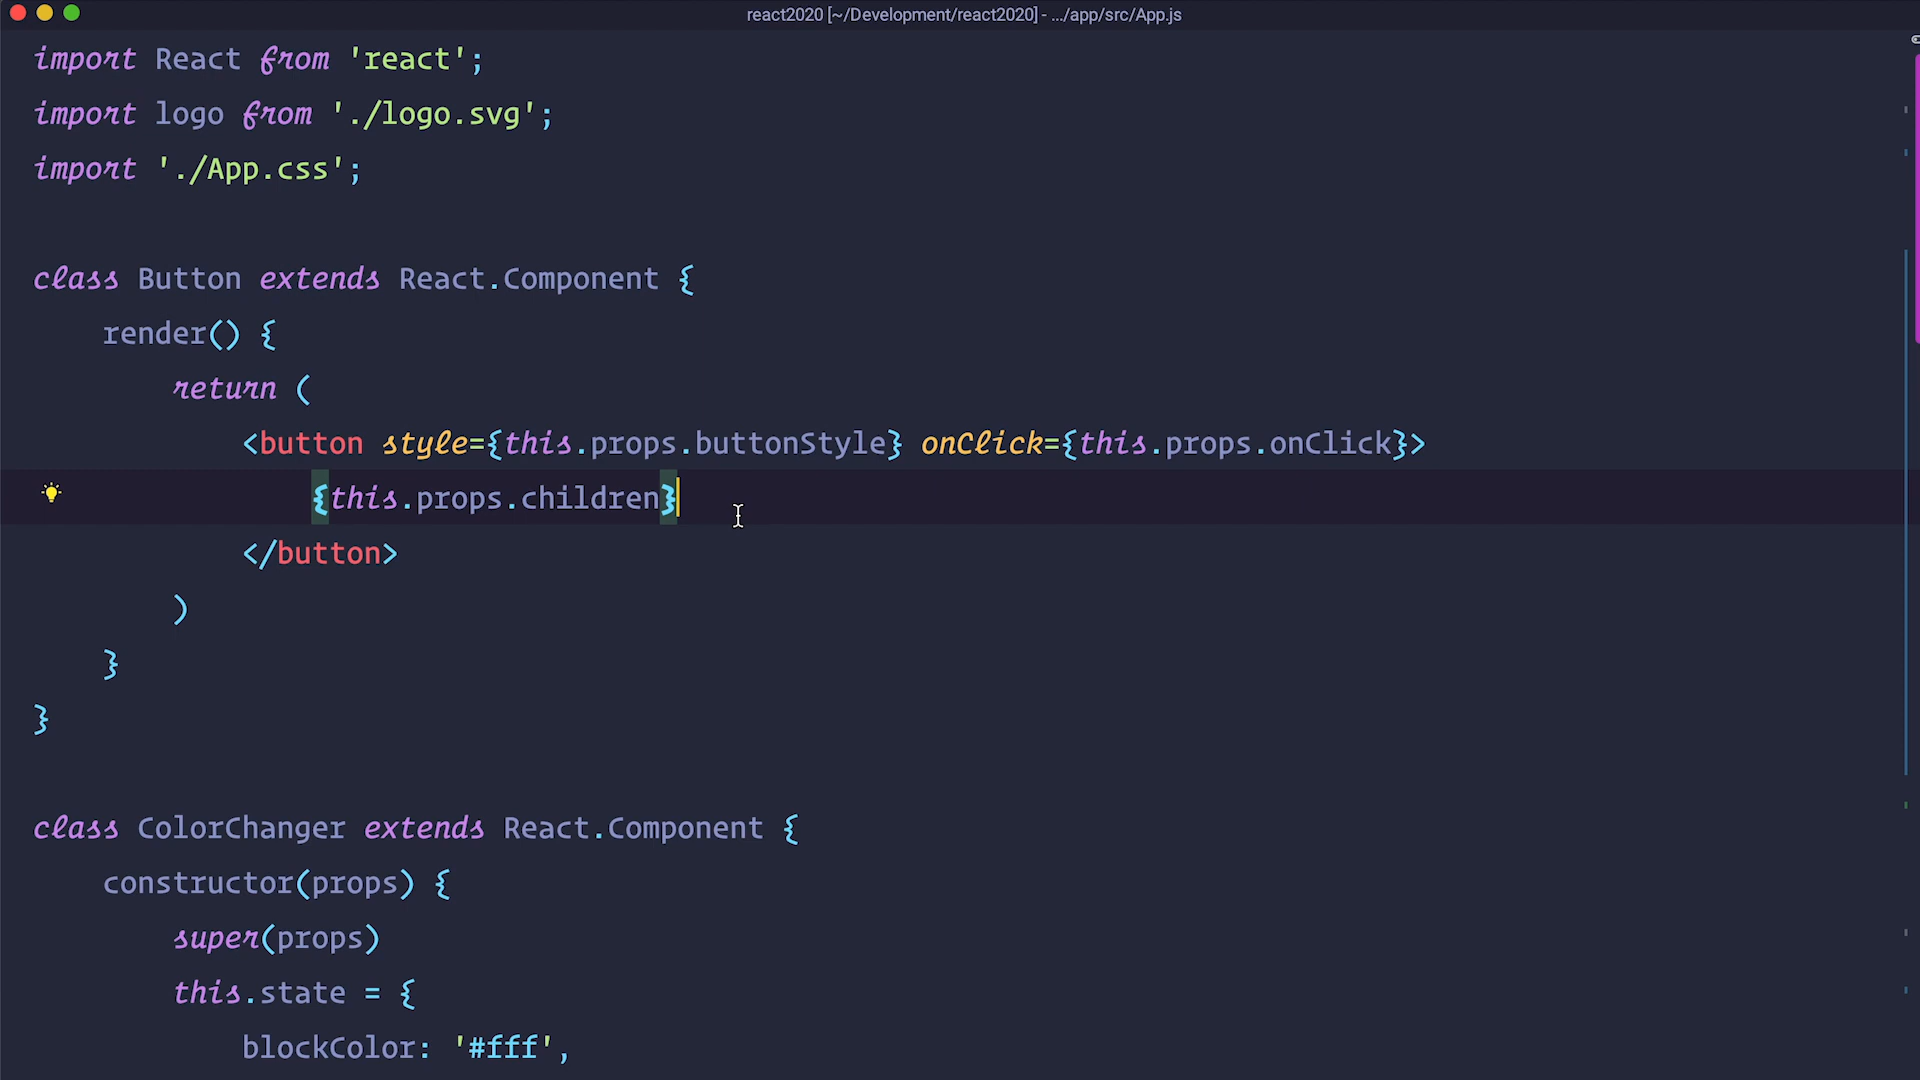 react2020 [~/Development/react2020] - .../app/src/App.js
import React from 'react';
import logo from './logo.svg';
import './App.css';
class Button extends React.Component {
render() {
return (
<button style={this.props.buttonStyle} onClick={this.props.onClick}>
{this.props.children}
</button>
)
}
}
class ColorChanger extends React.Component {
constructor(props) {
super(props)
this.state = {
blockColor: '#fff',